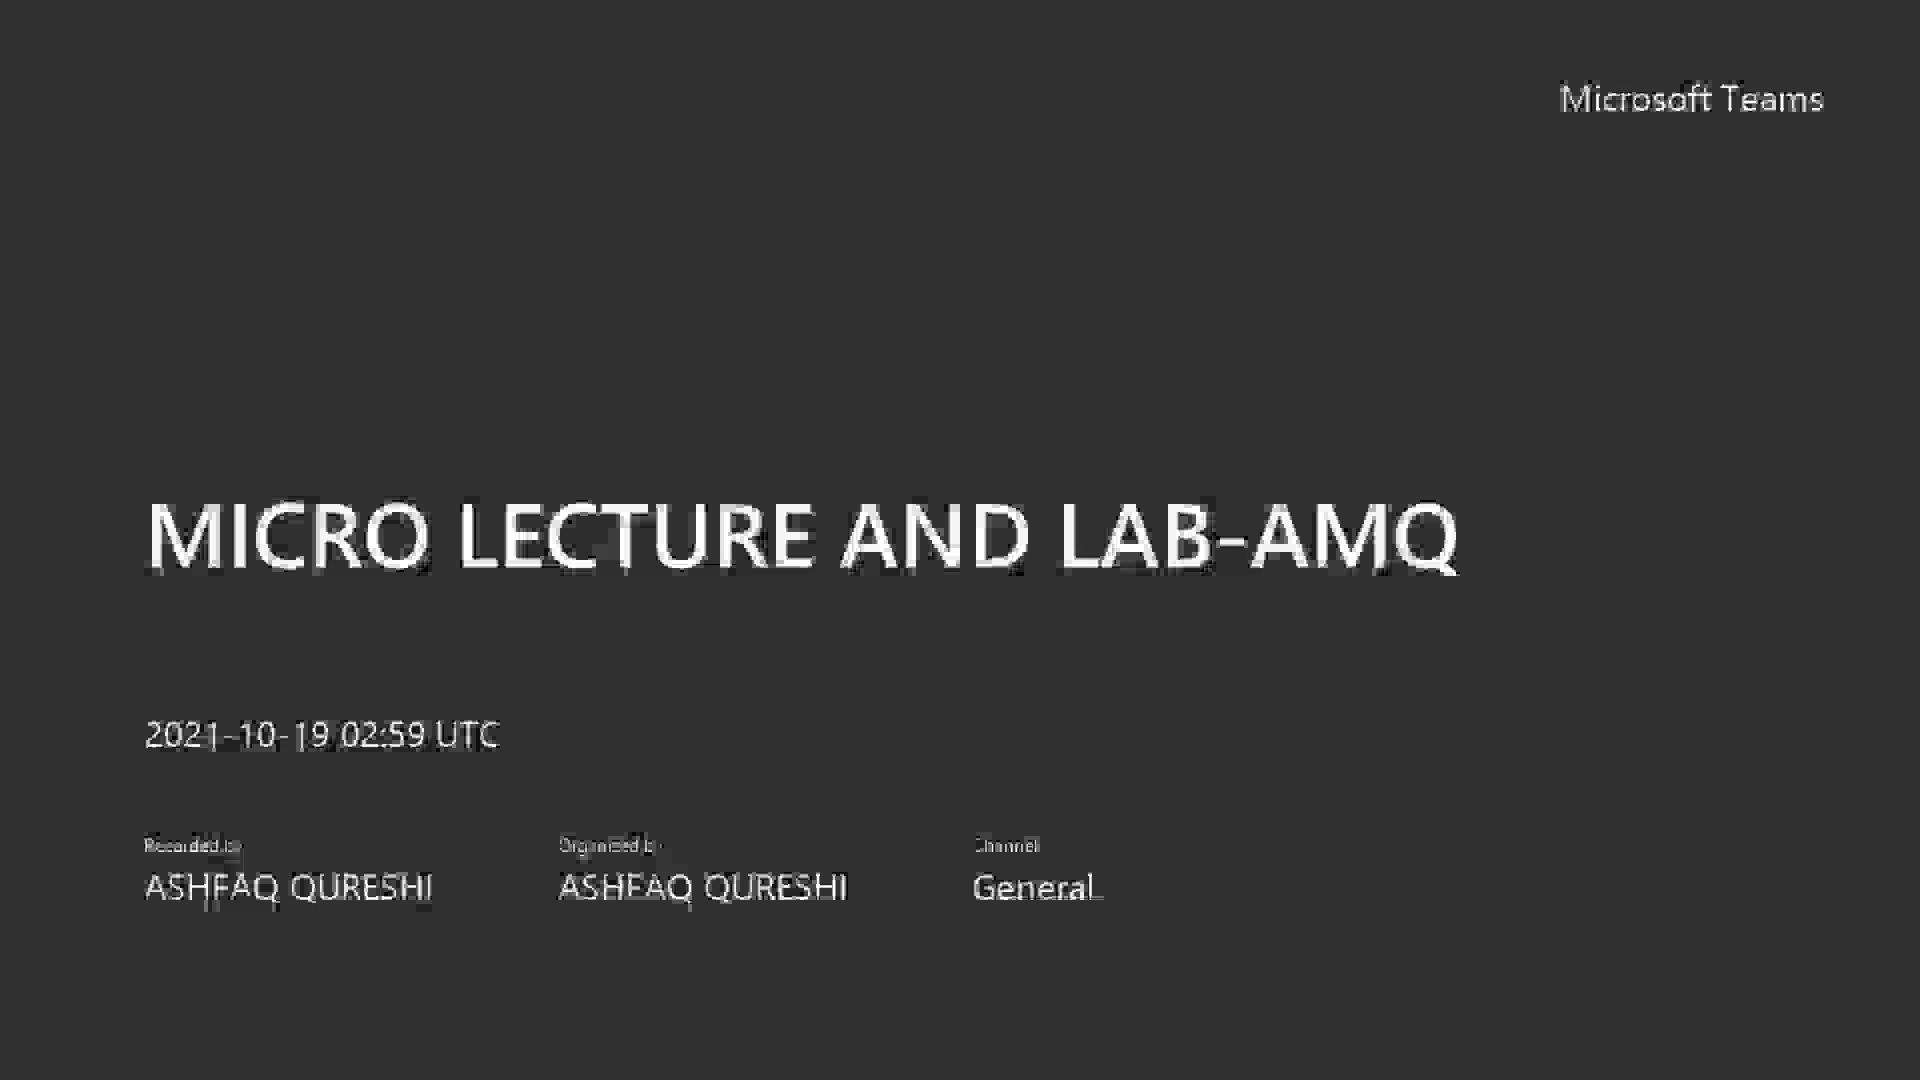 Microsoft Teams
MICRO LECTURE AND LAB-AMQ
2021-10-19 02:59 UTC
Recorded by
Organized by
Channel
ASHFAQ QURESHI
ASHFAQ QURESHI
General